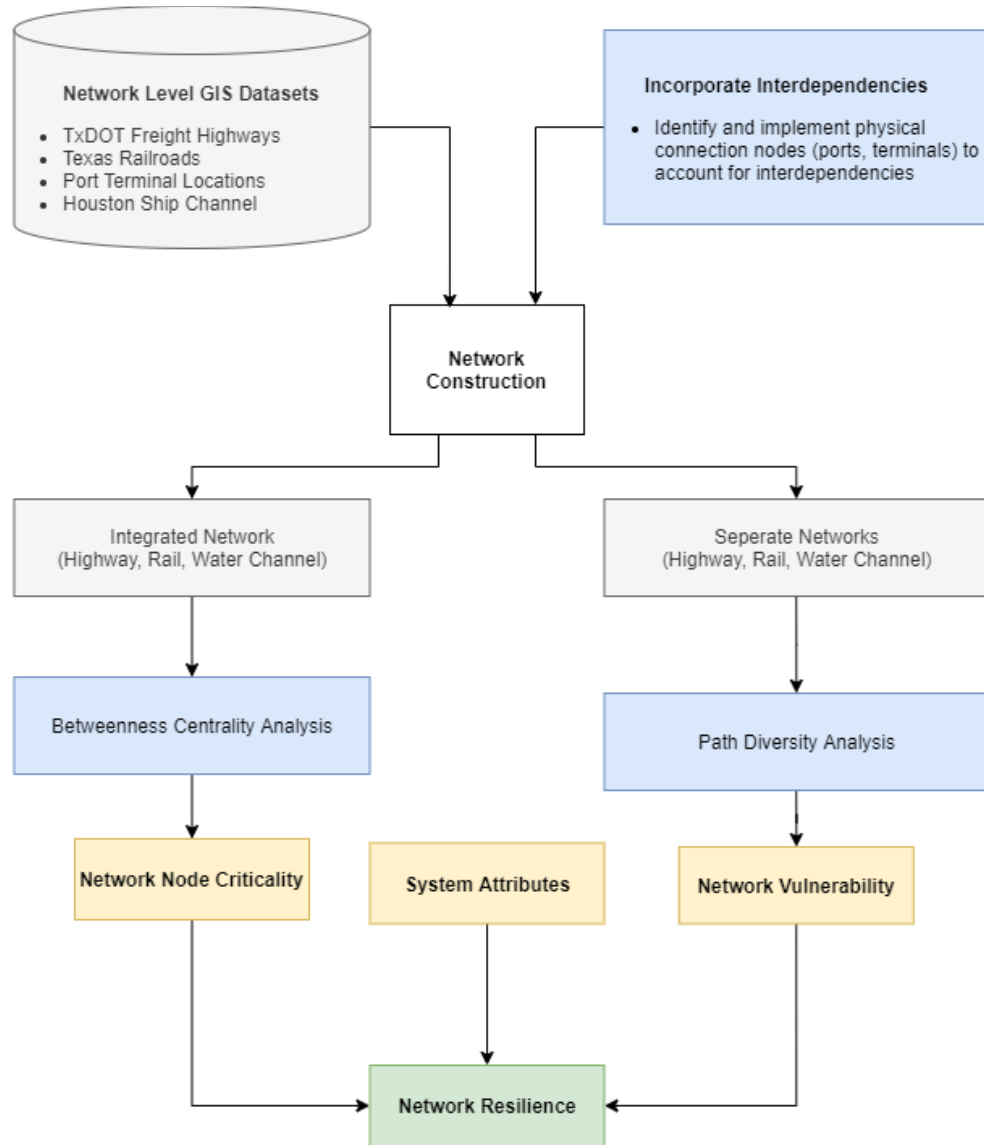 Network Level GIS Datasets
• TxDOT Freight Highways
• Texas Railroads
• Port Terminal Locations
• Houston Ship Channel
Incorporate Interdependencies
• Identify and implement physical
connection nodes (ports, terminals) to
account for interdependencies
Network
Construction
Integrated Network
(Highway, Rail, Water Channel)
Seperate Networks
(Highway, Rail, Water Channel)
Betweenness Centrality Analysis
Path Diversity Analysis
Network Node Criticality
System Attributes
Network Vulnerability
Network Resilience